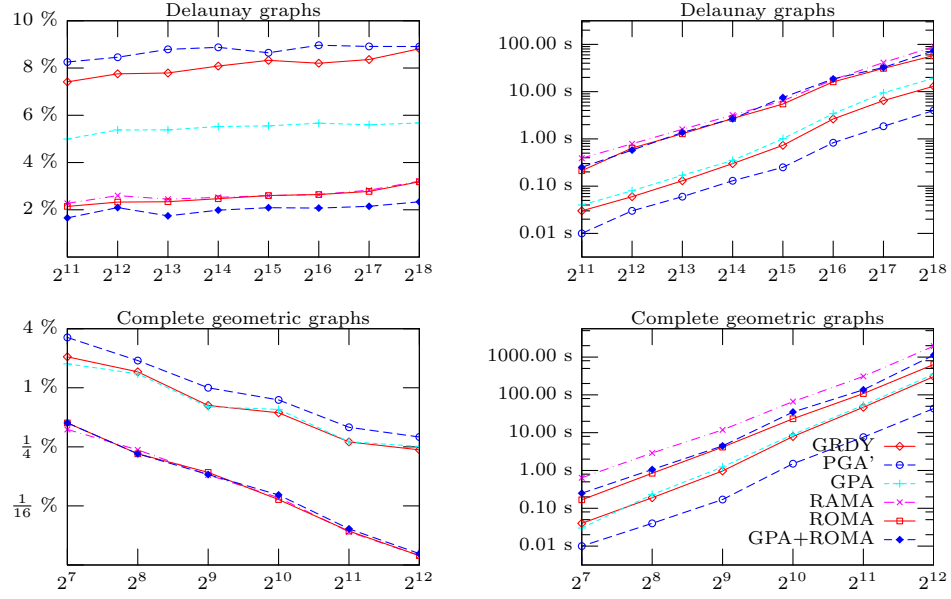 Delaunay graphs
10 %
8 %
6 %
4 %
2 %
2^11 2^12 2^13 2^14 2^15 2^16 2^17 2^18
Delaunay graphs
100.00 s
10.00 s
1.00 s
0.10 s
0.01 s
2^11 2^12 2^13 2^14 2^15 2^16 2^17 2^18
Complete geometric graphs
4 %
1 %
1/4 %
1/16 %
2^7 2^8 2^9 2^10 2^11 2^12
Complete geometric graphs
1000.00 s
100.00 s
10.00 s
1.00 s
0.10 s
0.01 s
GRDY
PGA'
GPA
RAMA
ROMA
GPA+ROMA
2^7 2^8 2^9 2^10 2^11 2^12